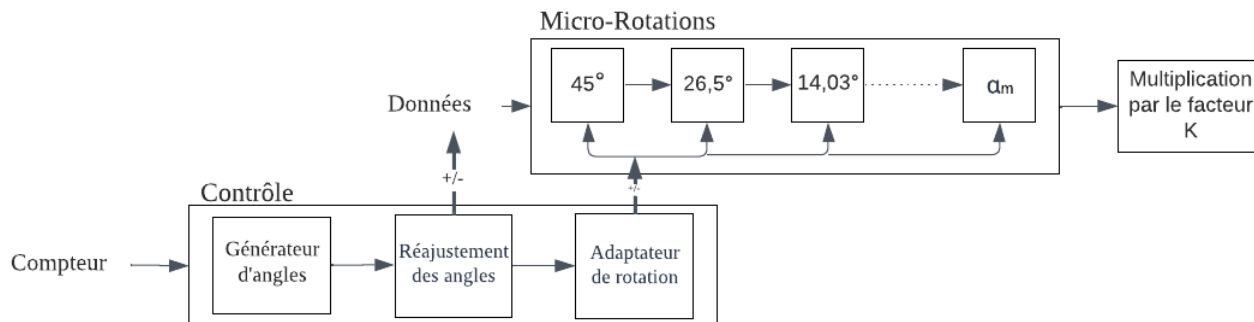 Micro-Rotations
45°
26,5°
14,03°
αm
Multiplication
par le facteur
K
Données
+/-
+/-
Contrôle
Compteur
Générateur
d'angles
Réajustement
des angles
Adaptateur
de rotation